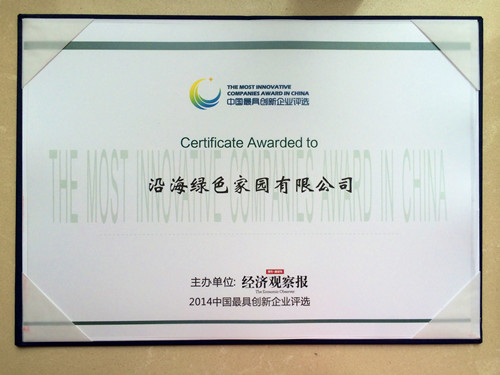 THE MOST INNOVATIVE
COMPANIES AWARD IN CHINA
中国最具创新企业评选
Certificate Awarded to
THE MOST INNOVATIVE COMPANIES AWARD IN CHINA
沿海绿色家园有限公司
主办单位: 经济观察报
The Economic Observer
2014中国最具创新企业评选